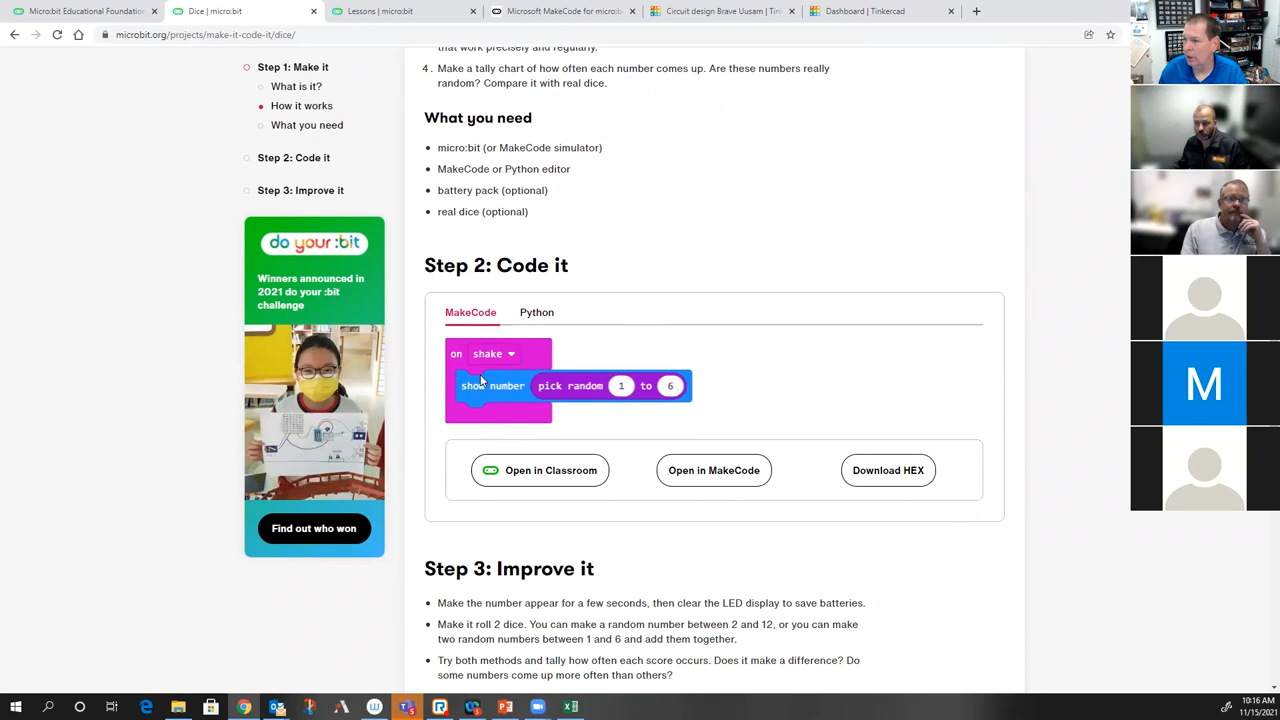 Micro:bit Educational Foundation
Dice | micro:bit
Lessons | micro:bit
Microsoft MakeCode for micro:b
Circuit design Brave Uusam | Tin
Dashboard | Tinkercad
microbit.org/projects/make-it-code-it/dice/
that work precisely and regularly.
4. Make a tally chart of how often each number comes up. Are these numbers really
random? Compare it with real dice.
Step 1: Make it
What is it?
How it works
What you need
Step 2: Code it
Step 3: Improve it
do your :bit
Winners announced in
2021 do your :bit
challenge
Find out who won
What you need
micro:bit (or MakeCode simulator)
MakeCode or Python editor
battery pack (optional)
real dice (optional)
Step 2: Code it
MakeCode Python
on shake
show number pick random 1 to 6
Open in Classroom
Open in MakeCode
Download HEX
Step 3: Improve it
Make the number appear for a few seconds, then clear the LED display to save batteries.
Make it roll 2 dice. You can make a random number between 2 and 12, or you can make
two random numbers between 1 and 6 and add them together.
Try both methods and tally how often each score occurs. Does it make a difference? Do
some numbers come up more often than others?
M
10:16 AM
11/15/2021